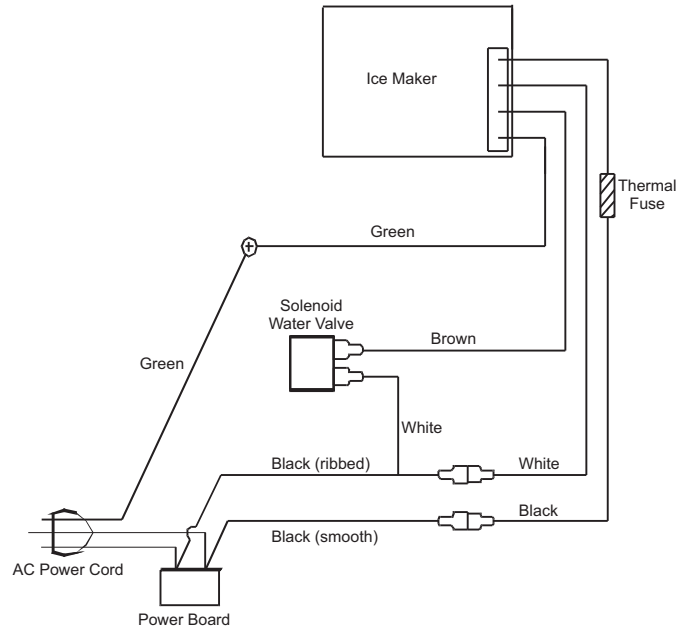 Ice Maker
Thermal
Fuse
Green
Solenoid
Water Valve
Brown
Green
White
Black (ribbed)
White
Black
Black (smooth)
AC Power Cord
Power Board